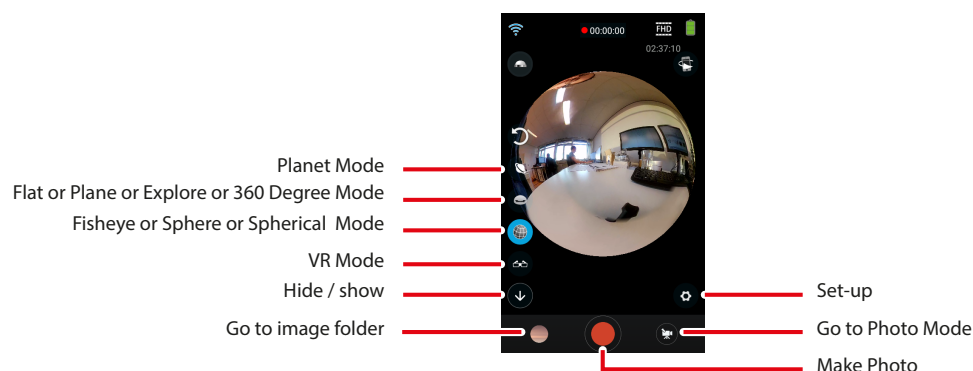 00:00:00
FHD
02:37:10
Planet Mode
Flat or Plane or Explore or 360 Degree Mode
Fisheye or Sphere or Spherical Mode
VR Mode
Hide / show
Set-up
Go to image folder
Go to Photo Mode
Make Photo